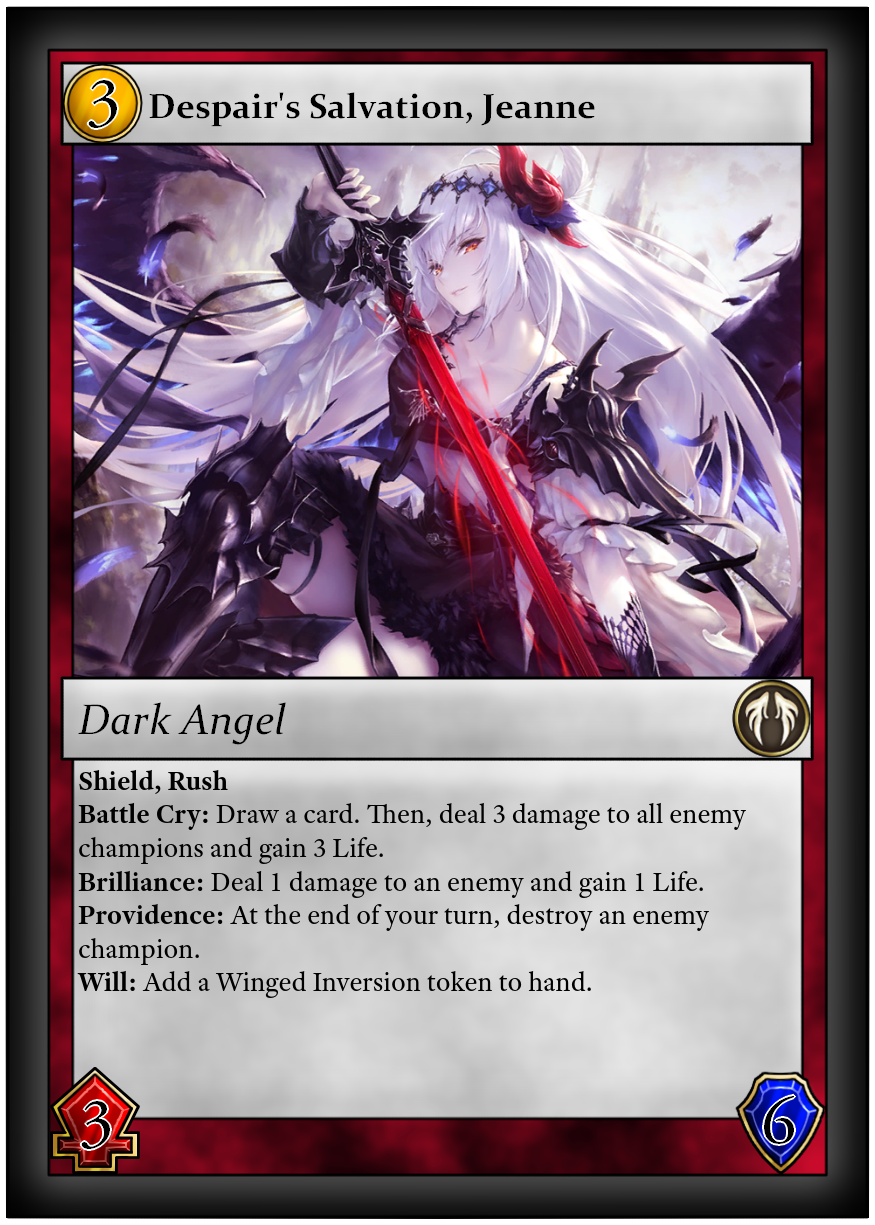 3 Despair's Salvation, Jeanne
Dark Angel
Shield, Rush
Battle Cry: Draw a card. Then, deal 3 damage to all enemy
champions and gain 3 Life.
Brilliance: Deal 1 damage to an enemy and gain 1 Life.
Providence: At the end of your turn, destroy an enemy
champion.
Will: Add a Winged Inversion token to hand.
3 6